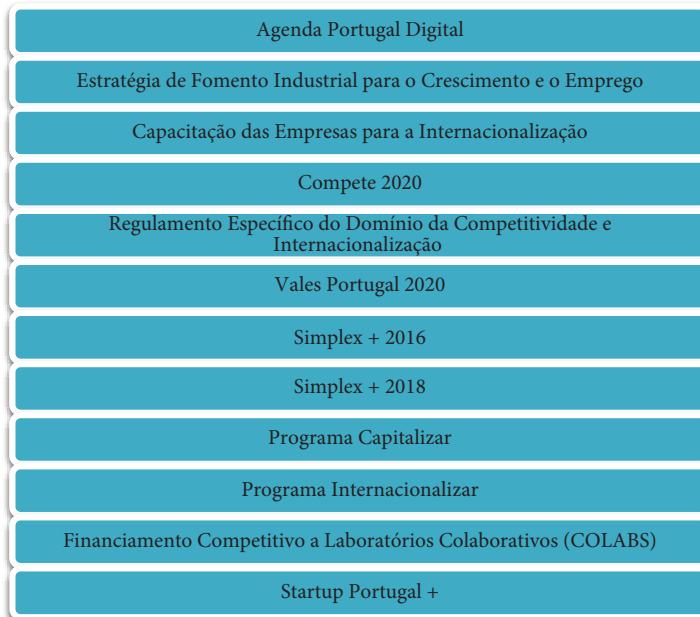 Agenda Portugal Digital
Estratégia de Fomento Industrial para o Crescimento e o Emprego
Capacitação das Empresas para a Internacionalização
Compete 2020
Regulamento Específico do Domínio da Competitividade e
Internacionalização
Vales Portugal 2020
Simplex + 2016
Simplex + 2018
Programa Capitalizar
Programa Internacionalizar
Financiamento Competitivo a Laboratórios Colaborativos (COLABS)
Startup Portugal +